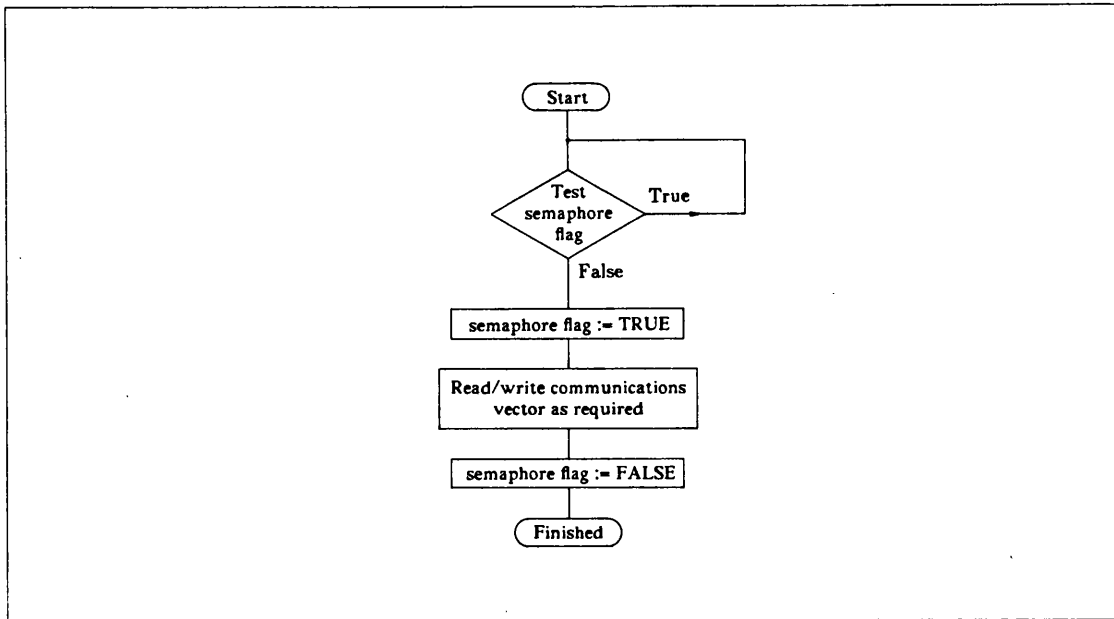 Start
Test
semaphore
flag
True
False
semaphore flag := TRUE
Read/write communications
vector as required
semaphore flag := FALSE
Finished